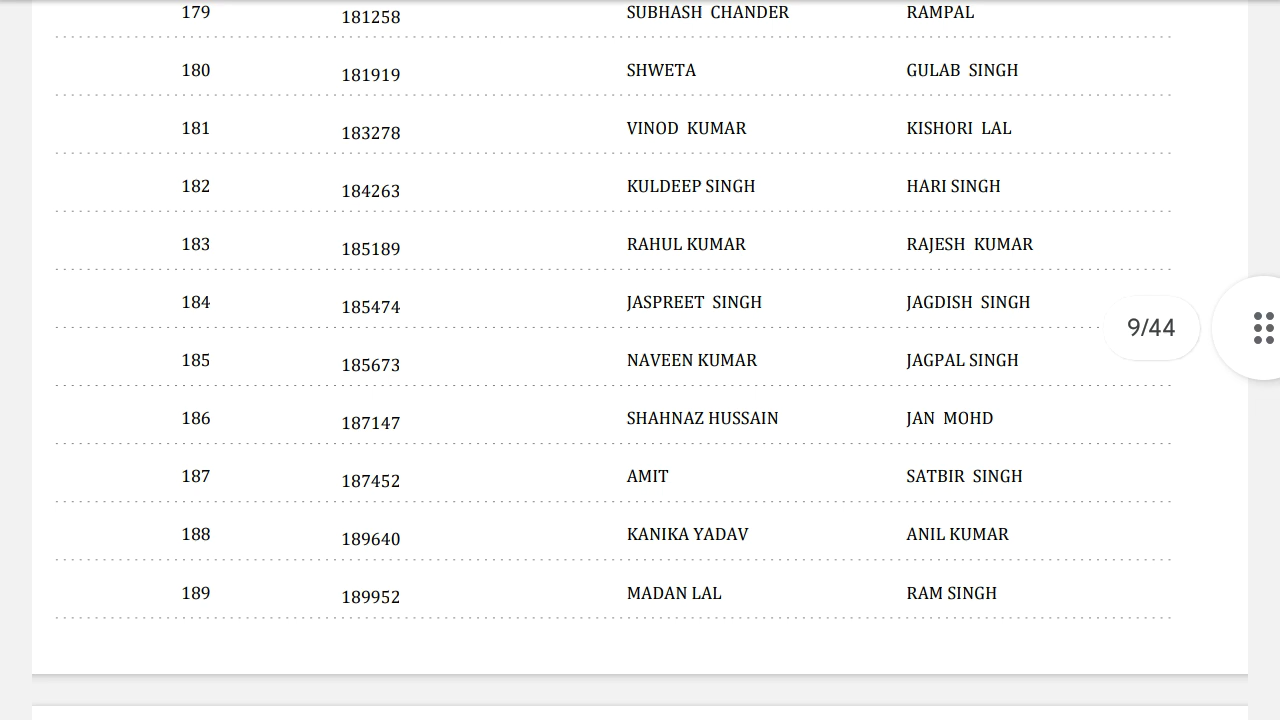 179 181258 SUBHASH CHANDER RAMPAL
180 181919 SHWETA GULAB SINGH
181 183278 VINOD KUMAR KISHORI LAL
182 184263 KULDEEP SINGH HARI SINGH
183 185189 RAHUL KUMAR RAJESH KUMAR
184 185474 JASPREET SINGH JAGDISH SINGH
9/44
185 185673 NAVEEN KUMAR JAGPAL SINGH
186 187147 SHAHNAZ HUSSAIN JAN MOHD
187 187452 AMIT SATBIR SINGH
188 189640 KANIKA YADAV ANIL KUMAR
189 189952 MADAN LAL RAM SINGH